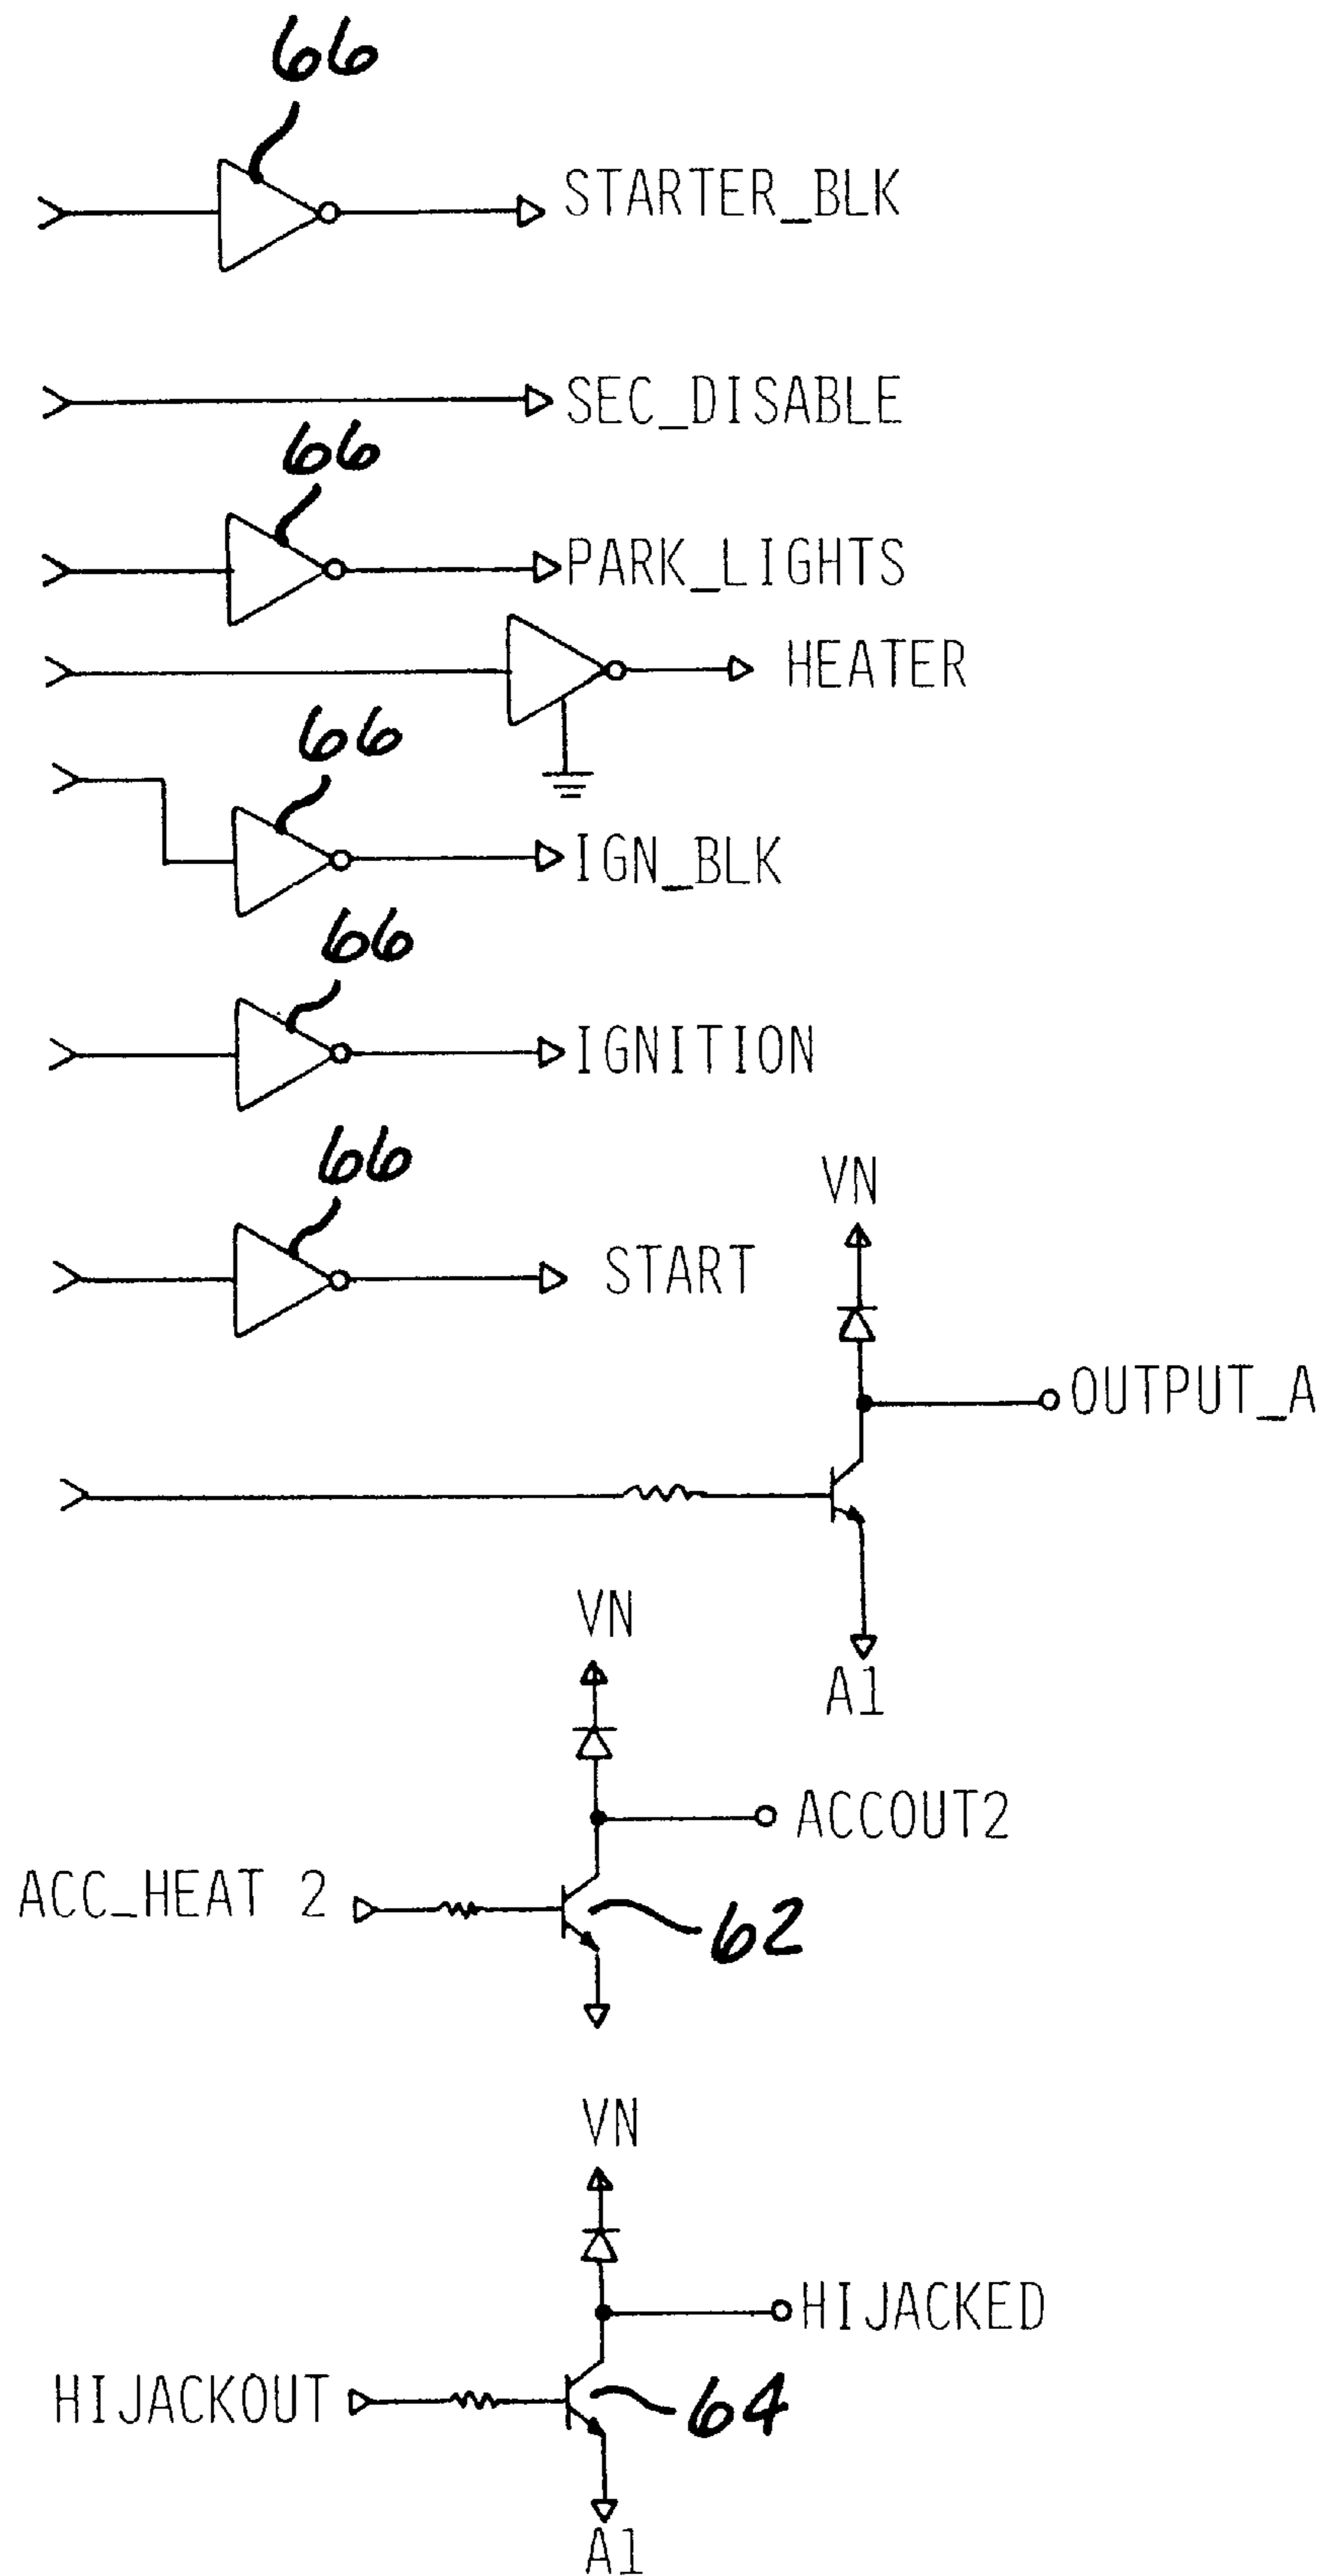 66
STARTER_BLK
SEC_DISABLE
66
PARK_LIGHTS
HEATER
66
IGN_BLK
66
IGNITION
66
START
VN
OUTPUT_A
A1
VN
ACCOUT2
ACC_HEAT 2
62
VN
HIJACKED
HIJACKOUT
64
A1